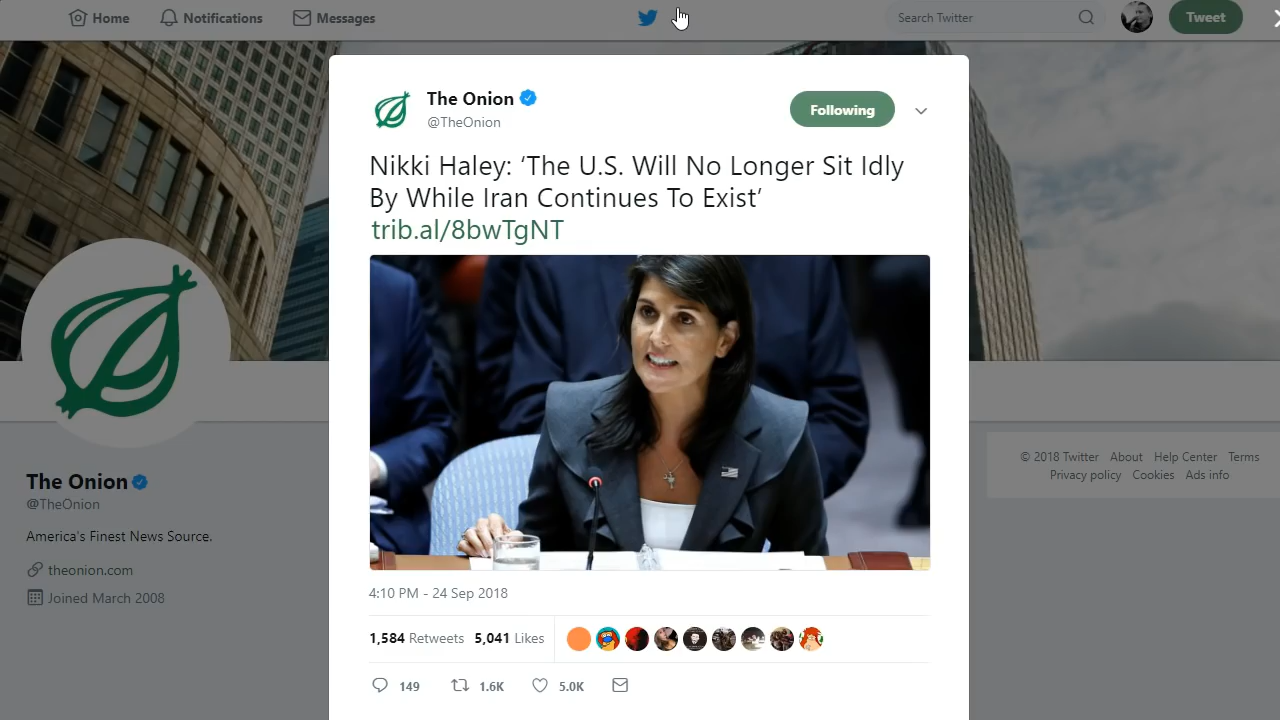 Home Notifications Messages Search Twitter Tweet
The Onion
@TheOnion
Following
Nikki Haley: ‘The U.S. Will No Longer Sit Idly
By While Iran Continues To Exist’
trib.al/8bwTgNT
4:10 PM - 24 Sep 2018
1,584 Retweets 5,041 Likes
149 1.6K 5.0K
The Onion
@TheOnion
America's Finest News Source.
theonion.com
Joined March 2008
© 2018 Twitter About Help Center Terms
Privacy policy Cookies Ads info